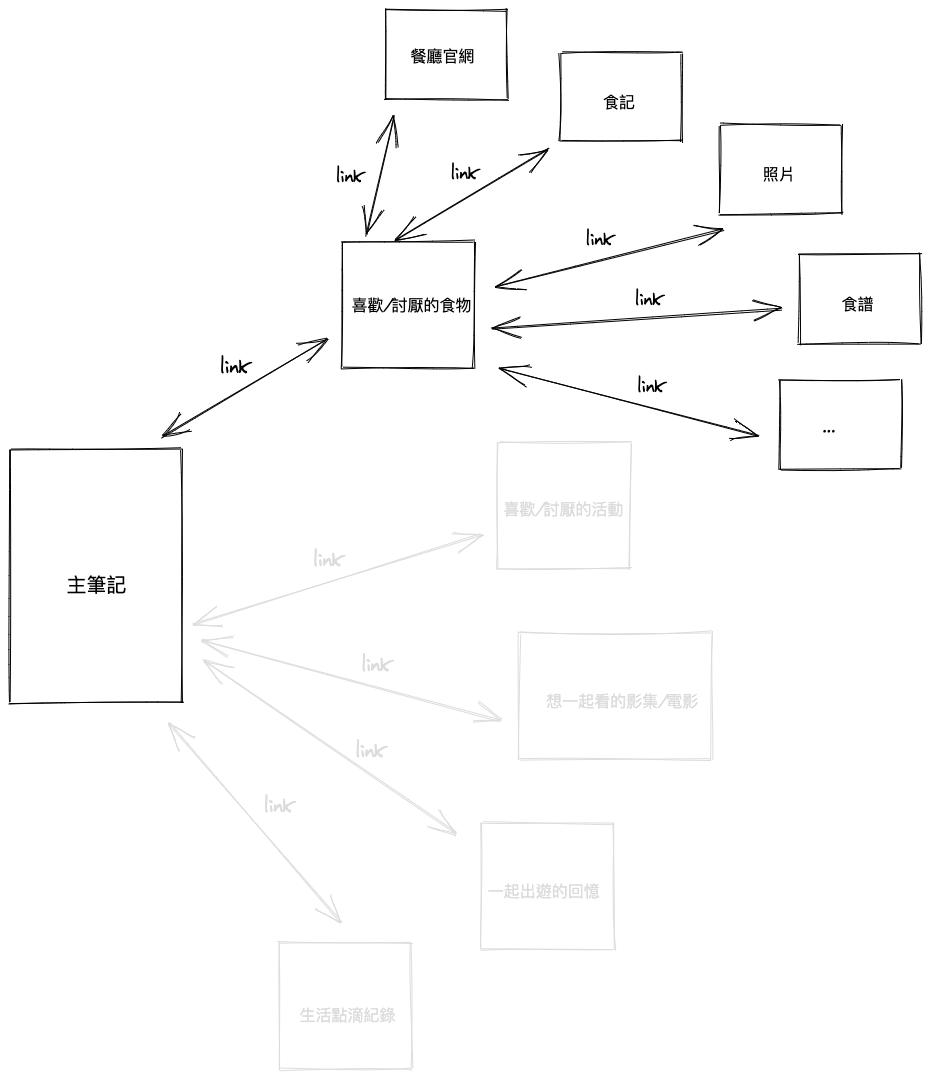 餐廳官網
食記
照片
link
link
link
食譜
link
喜歡/討厭的食物
link
link
...
主筆記
喜歡/討厭的活動
link
link
想一起看的影集/電影
link
link
一起出遊的回憶
生活點滴紀錄